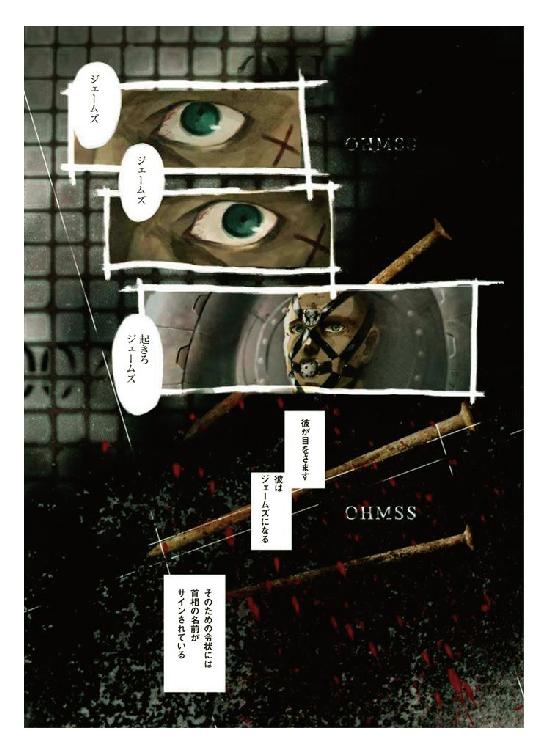 ジェームズ
OHMSS
ジェームズ
起きろ
ジェームズ
彼が目をさます
彼は
ジェームズになる
OHMSS
そのための令状には
首相の名前が
サインされている